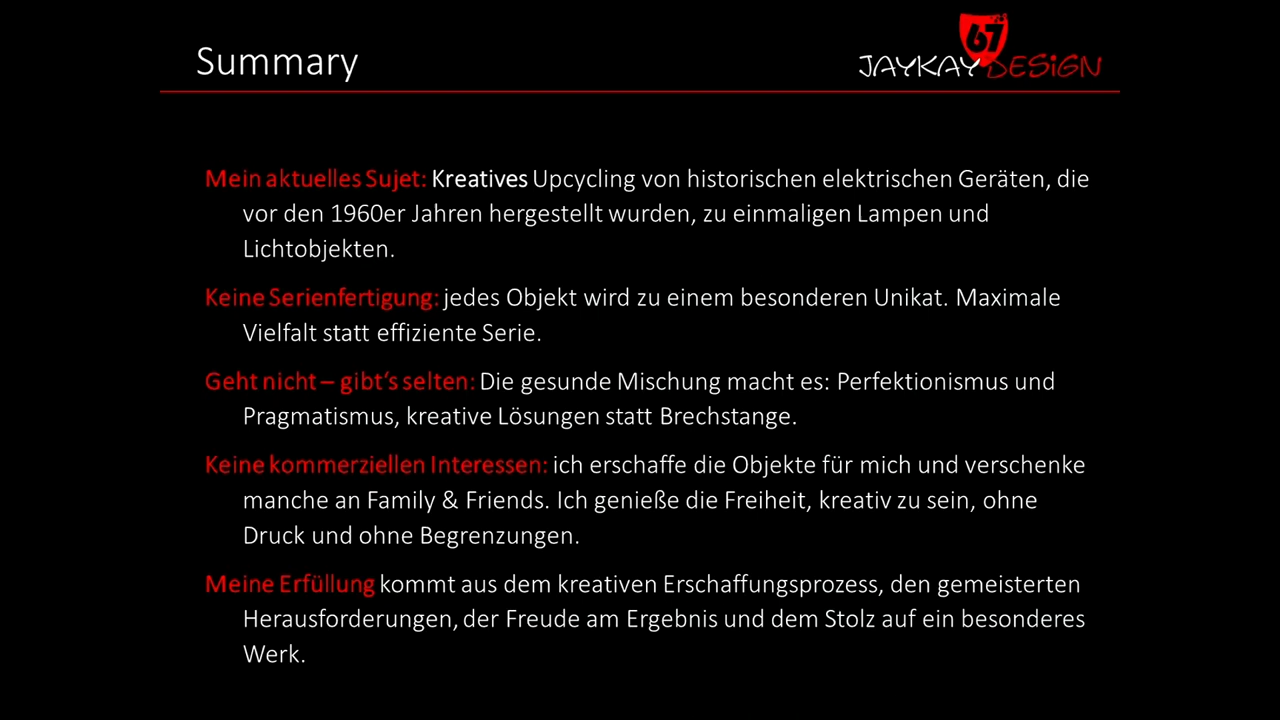 Summary
67
JAYKAY DESiGN
Mein aktuelles Sujet: Kreatives Upcycling von historischen elektrischen Geräten, die
vor den 1960er Jahren hergestellt wurden, zu einmaligen Lampen und
Lichtobjekten.
Keine Serienfertigung: jedes Objekt wird zu einem besonderen Unikat. Maximale
Vielfalt statt effiziente Serie.
Geht nicht – gibt‘s selten: Die gesunde Mischung macht es: Perfektionismus und
Pragmatismus, kreative Lösungen statt Brechstange.
Keine kommerziellen Interessen: ich erschaffe die Objekte für mich und verschenke
manche an Family & Friends. Ich genieße die Freiheit, kreativ zu sein, ohne
Druck und ohne Begrenzungen.
Meine Erfüllung kommt aus dem kreativen Erschaffungsprozess, den gemeisterten
Herausforderungen, der Freude am Ergebnis und dem Stolz auf ein besonderes
Werk.